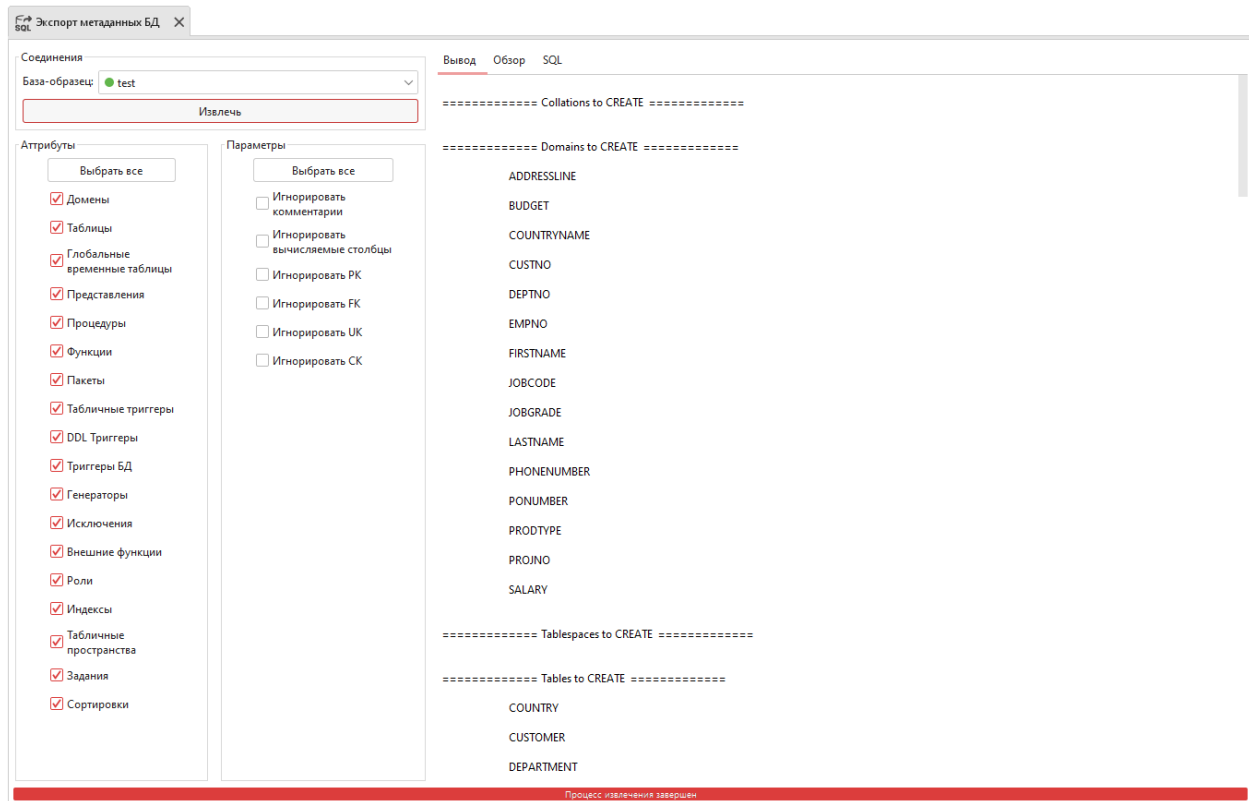 SQL Экспорт метаданных БД
Соединения
База-образец: test
Извлечь
Аттрибуты
Выбрать все
Домены
Таблицы
Глобальные
временные таблицы
Представления
Процедуры
Функции
Пакеты
Табличные триггеры
DDL Триггеры
Триггеры БД
Генераторы
Исключения
Внешние функции
Роли
Индексы
Табличные
пространства
Задания
Сортировки
Параметры
Выбрать все
Игнорировать
комментарии
Игнорировать
вычисляемые столбцы
Игнорировать PK
Игнорировать FK
Игнорировать UK
Игнорировать CK
Вывод Обзор SQL
============= Collations to CREATE =============
============= Domains to CREATE =============
ADDRESSLINE
BUDGET
COUNTRYNAME
CUSTNO
DEPTNO
EMPNO
FIRSTNAME
JOBCODE
JOBGRADE
LASTNAME
PHONENUMBER
PONUMBER
PRODTYPE
PROJNO
SALARY
============= Tablespaces to CREATE =============
============= Tables to CREATE =============
COUNTRY
CUSTOMER
DEPARTMENT
Процесс извлечения завершен